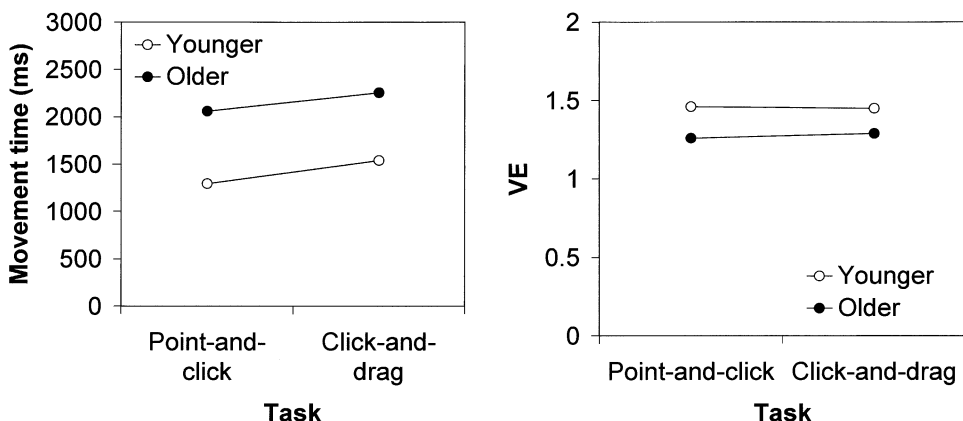 Movement time (ms)
3000
2500
2000
1500
1000
500
0
Younger
Older
Point-and-
click
Click-and-
drag
Task
VE
2
1.5
1
0.5
0
Younger
Older
Point-and-click
Click-and-drag
Task